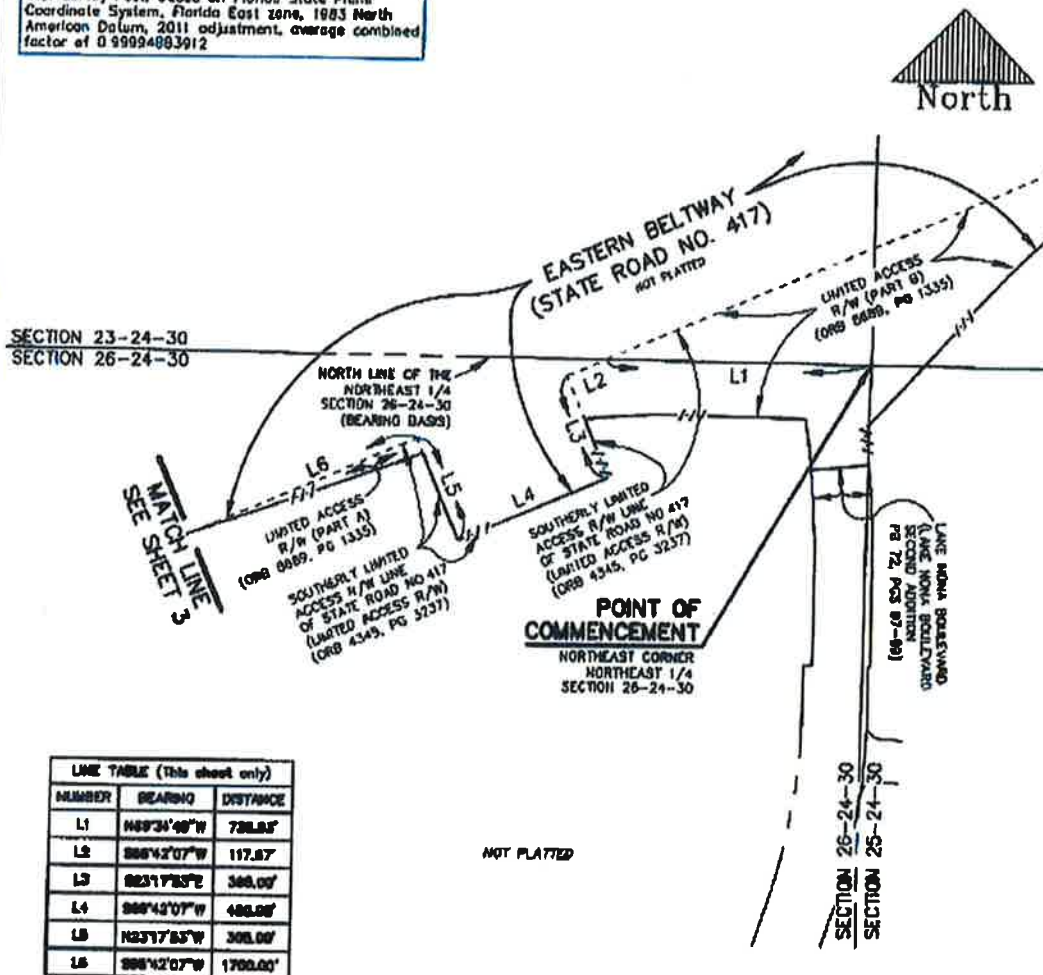 Coordinate System, Florida East zone, 1983 North
American Datum, 2011 adjustment, average combined
factor of 0.99994883912
North
EASTERN BELTWAY
(STATE ROAD NO. 417)
NOT PLATTED
LIMITED ACCESS
R/W (PART B)
(ORB 6689, PG 1335)
SECTION 23-24-30
SECTION 26-24-30
NORTH LINE OF THE
NORTHEAST 1/4
SECTION 26-24-30
(BEARING BASIS)
L1
L2
L3
L4
L5
L6
MATCH LINE
SEE SHEET 3
LIMITED ACCESS
R/W (PART A)
(ORB 6689, PG 1335)
SOUTHERLY LIMITED
ACCESS R/W LINE
OF STATE ROAD NO 417
(LIMITED ACCESS R/W)
(ORB 4345, PG 3237)
SOUTHERLY LIMITED
ACCESS R/W LINE
OF STATE ROAD NO 417
(LIMITED ACCESS R/W)
(ORB 4345, PG 3237)
POINT OF
COMMENCEMENT
NORTHEAST CORNER
NORTHEAST 1/4
SECTION 26-24-30
LAKE NONA BOULEVARD
(LAKE NONA BOULEVARD
SECOND ADDITION
PB 72, PGS
NOT PLATTED
SECTION 26-24-30
SECTION 25-24-30
LINE TABLE (This sheet only)
NUMBER BEARING DISTANCE
L1
L2 117.67'
L3
L4
L5 N23°17'53"W
L6 1700.00'